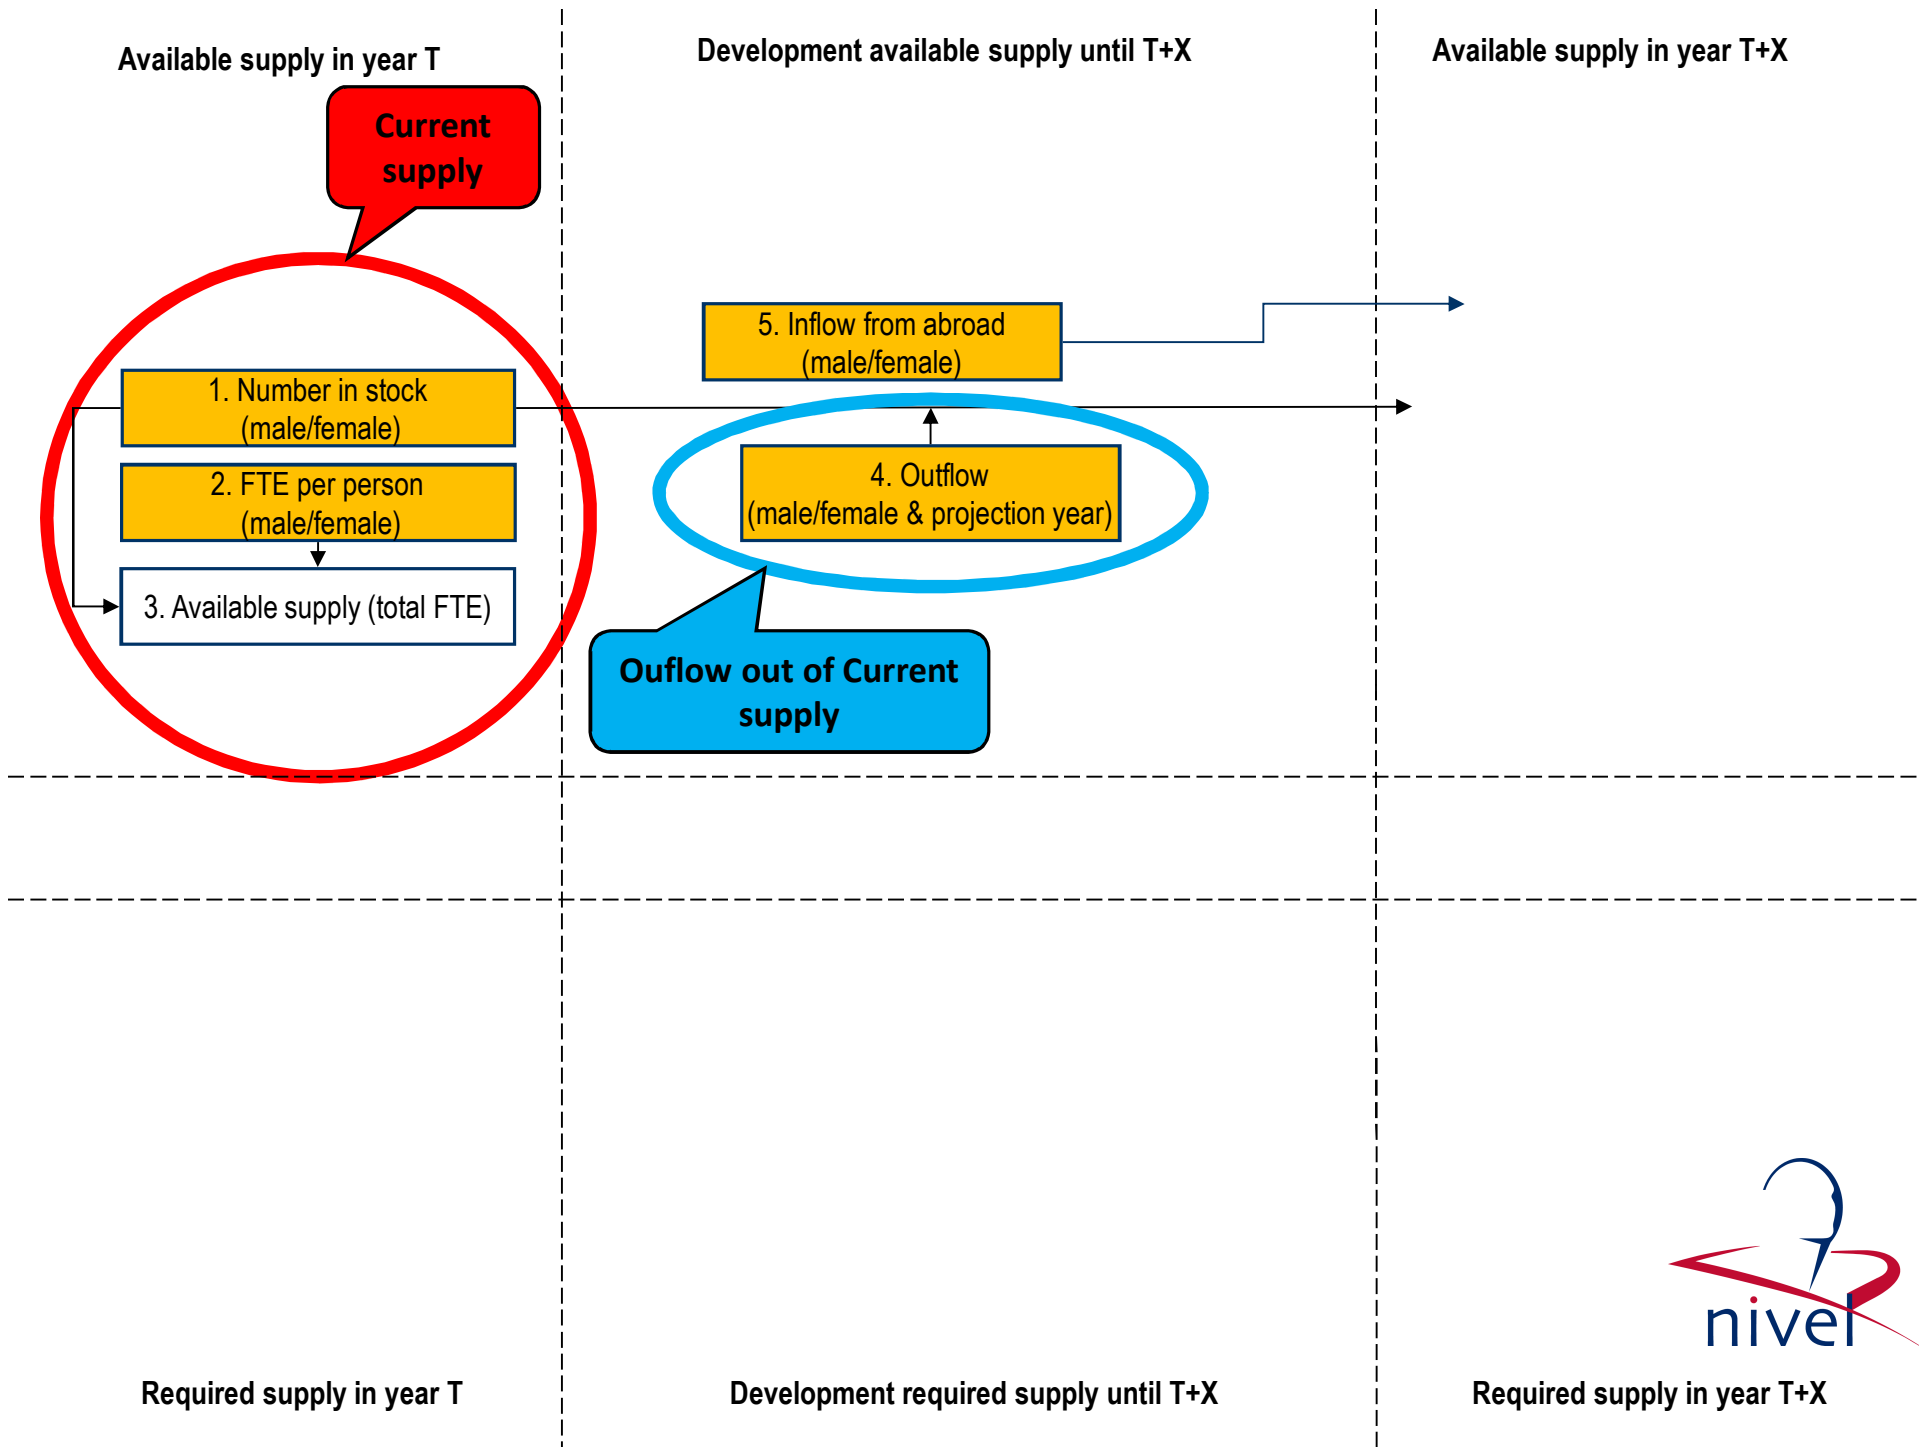 Available supply in year T
Development available supply until T+X
Available supply in year T+X
Current
supply
5. Inflow from abroad
(male/female)
1. Number in stock
(male/female)
2. FTE per person
(male/female)
4. Outflow
(male/female & projection year)
3. Available supply (total FTE)
Ouflow out of Current
supply
nivel
Required supply in year T
Development required supply until T+X
Required supply in year T+X